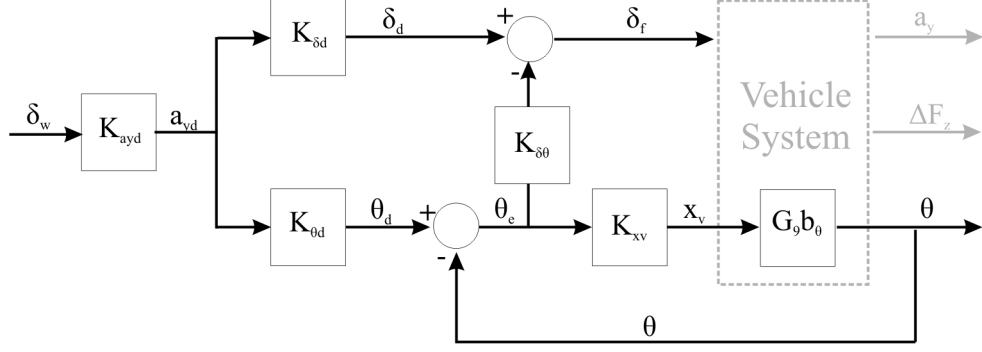 K_δd
δ_d
+
-
δ_f
a_y
δ_w
K_ayd
a_yd
K_δθ
Vehicle
System
ΔF_z
K_θd
θ_d
+
-
θ_e
K_xv
x_v
G_9b_θ
θ
θ